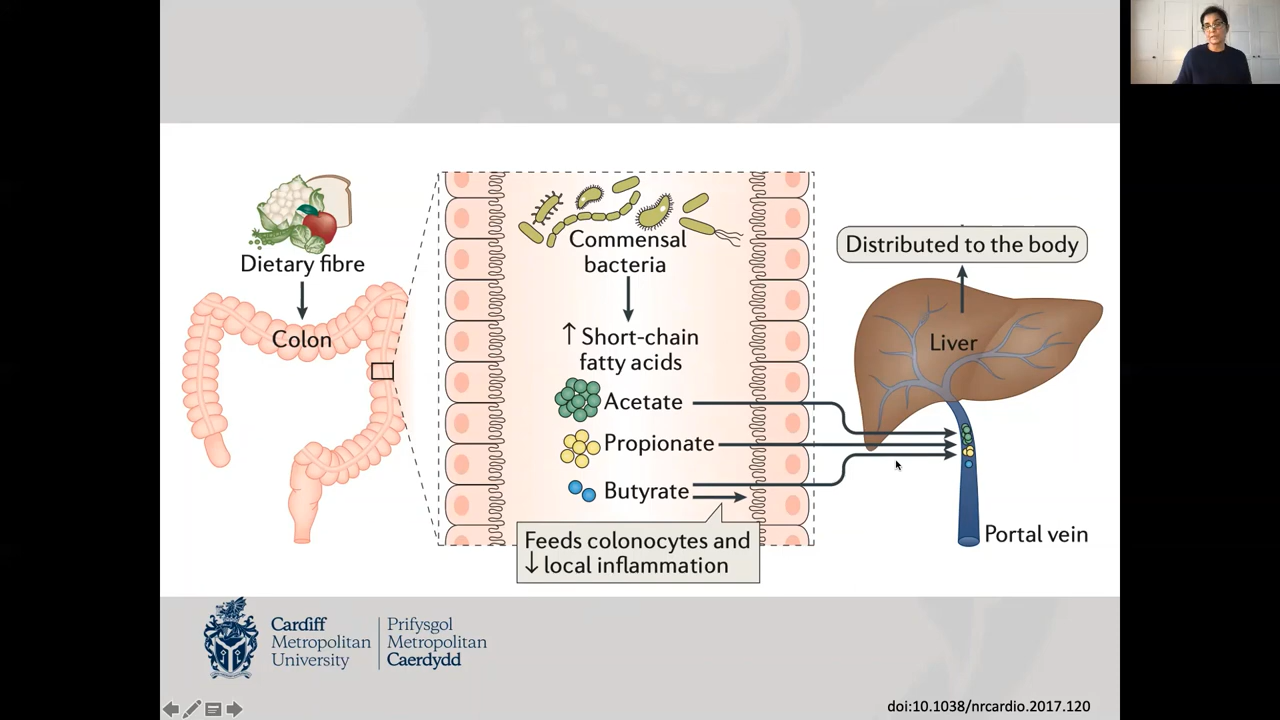 Dietary fibre
Colon
Commensal
bacteria
↑ Short-chain
fatty acids
Acetate
Propionate
Butyrate
Feeds colonocytes and
↓ local inflammation
Distributed to the body
Liver
Portal vein
Cardiff
Metropolitan
University
Prifysgol
Metropolitan
Caerdydd
doi:10.1038/nrcardio.2017.120